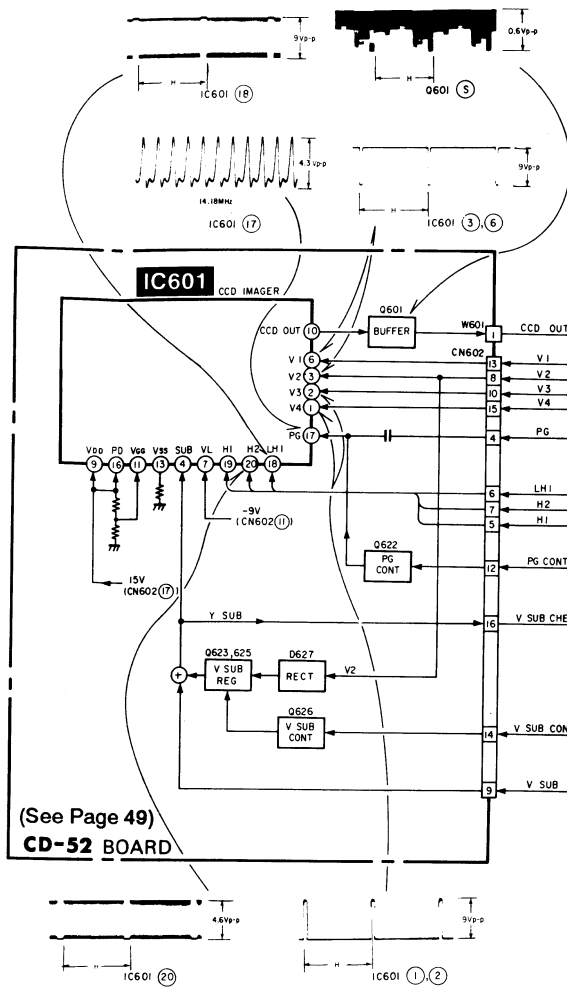 9Vp-p
H
IC601 18
0.6Vp-p
H
Q601 S
4.3Vp-p
14.18MHz
IC601 17
9Vp-p
H
IC601 3,6
IC601 CCD IMAGER
CCD OUT 10
V1 6
V2 3
V3 2
V4 1
PG 17
Q601
BUFFER
W601
1 CCD OUT
CN602
13 V1
8 V2
10 V3
15 V4
4 PG
6 LH1
7 H2
5 H1
12 PG CONT
16 V SUB CHE
14 V SUB CON
9 V SUB
VDD PD VGG VSS SUB VL H1 H2 LH1
9 16 11 13 4 7 19 20 18
-9V
(CN602 11)
15V
(CN602 17)
Q622
PG
CONT
Y SUB
Q623,625
V SUB
REG
D627
RECT
V2
+
Q626
V SUB
CONT
(See Page 49)
CD-52 BOARD
4.6Vp-p
H
IC601 20
9Vp-p
H
IC601 1,2